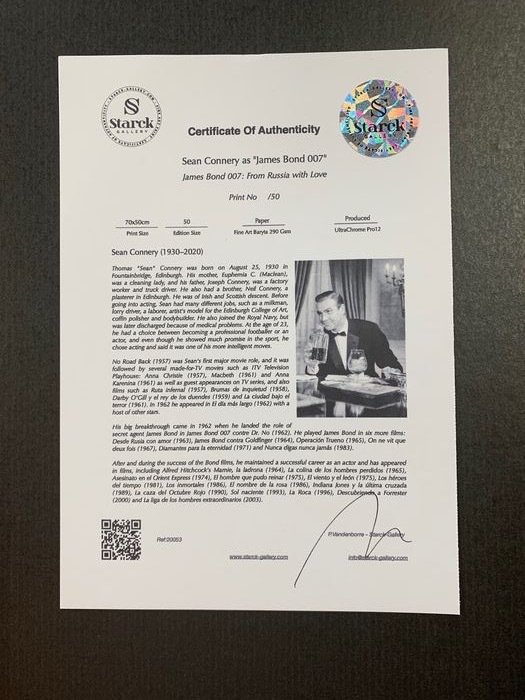 Starck
GALLERY
Starck
GALLERY
Certificate Of Authenticity
Sean Connery as "James Bond 007"
James Bond 007: From Russia with Love
Print No /50
70x50cm 50 Paper Produced
Print Size Edition Size Fine Art Baryta 290 Gsm UltraChrome Pro12
Sean Connery (1930-2020)
Thomas "Sean" Connery was born on August 25, 1930 in
Fountainbridge, Edinburgh. His mother, Euphemia C. (Maclean),
was a cleaning lady, and his father, Joseph Connery, was a factory
worker and truck driver. He also had a brother, Neil Connery, a
plasterer in Edinburgh. He was of Irish and Scottish descent. Before
going into acting, Sean had many different jobs, such as a milkman,
lorry driver, a laborer, artist's model for the Edinburgh College of Art,
coffin polisher and bodybuilder. He also joined the Royal Navy, but
was later discharged because of medical problems. At the age of 23,
he had a choice between becoming a professional footballer or an
actor, and even though he showed much promise in the sport, he
chose acting and said it was one of his more intelligent moves.
No Road Back (1957) was Sean's first major movie role, and it was
followed by several made-for-TV movies such as ITV Television
Playhouse: Anna Christie (1957), Macbeth (1961) and Anna
Karenina (1961) as well as guest appearances on TV series, and also
films such as Ruta infernal (1957), Brumas de inquietud (1958),
Darby O'Gill y el rey de los duendes (1959) and La ciudad bajo el
terror (1961). In 1962 he appeared in El día más largo (1962) with a
host of other stars.
His big breakthrough came in 1962 when he landed the role of
secret agent James Bond in James Bond 007 contre Dr. No (1962). He played James Bond in six more films:
Desde Rusia con amor (1963), James Bond contra Goldfinger (1964), Operación Trueno (1965), On ne vit que
deux fois (1967), Diamantes para la eternidad (1971) and Nunca digas nunca jamás (1983).
After and during the success of the Bond films, he maintained a successful career as an actor and has appeared
in films, including Alfred Hitchcock's Marnie, la ladrona (1964), La colina de los hombres perdidos (1965),
Asesinato en el Orient Express (1974), El hombre que pudo reinar (1975), El viento y el león (1975), Los héroes
del tiempo (1981), Los inmortales (1986), El nombre de la rosa (1986), Indiana Jones y la última cruzada
(1989), La caza del Octubre Rojo (1990), Sol naciente (1993), La Roca (1996), Descubriendo a Forrester
(2000) and La liga de los hombres extraordinarios (2003).
Ref:20053
P.Vandenborre - Starck-Gallery
www.starck-gallery.com
info@starck-gallery.com